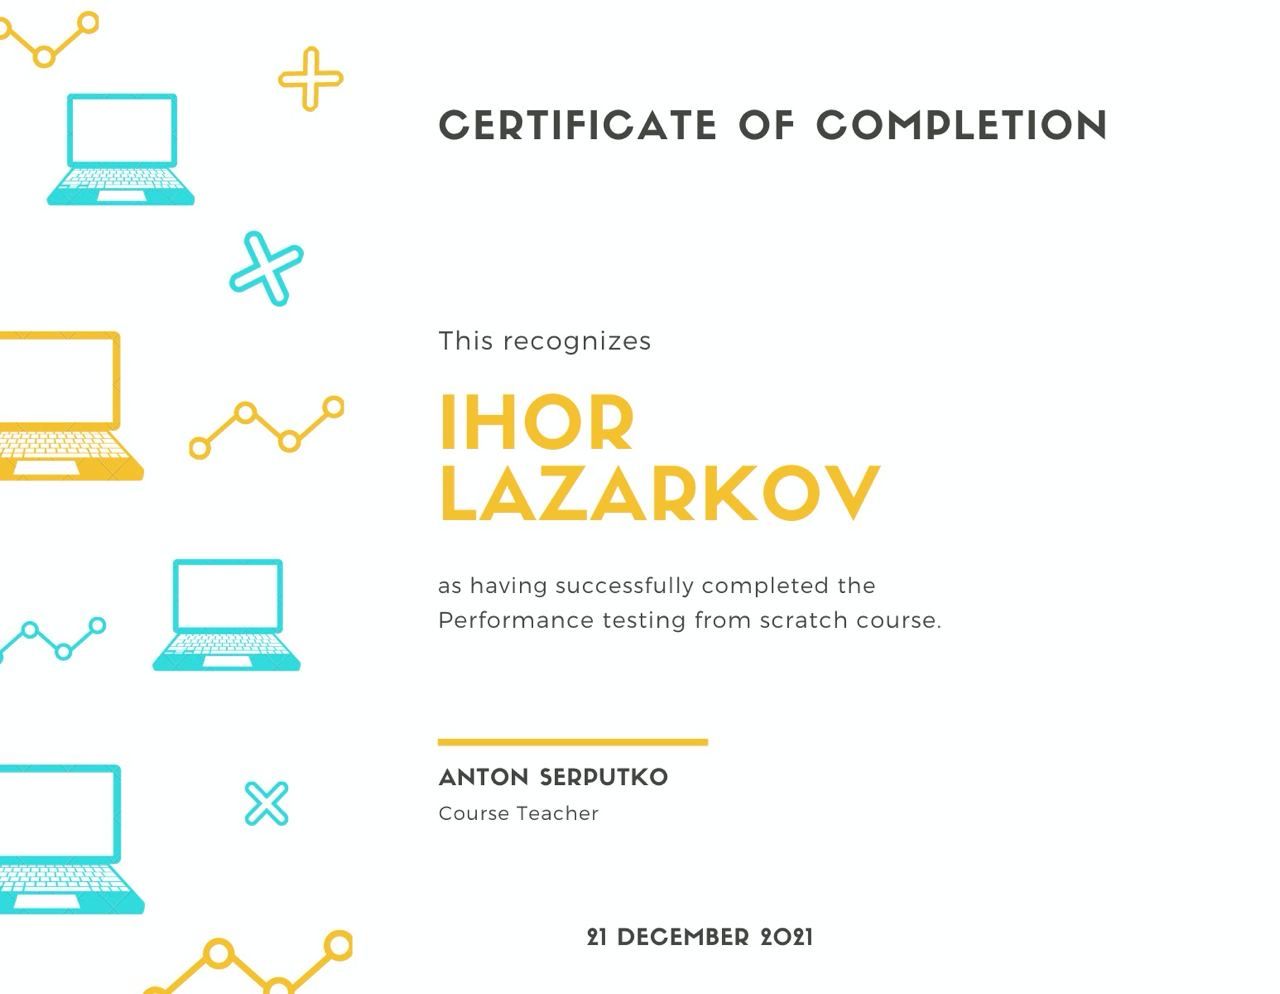 CERTIFICATE OF COMPLETION
This recognizes
IHOR
LAZARKOV
as having successfully completed the
Performance testing from scratch course.
ANTON SERPUTKO
Course Teacher
21 DECEMBER 2021